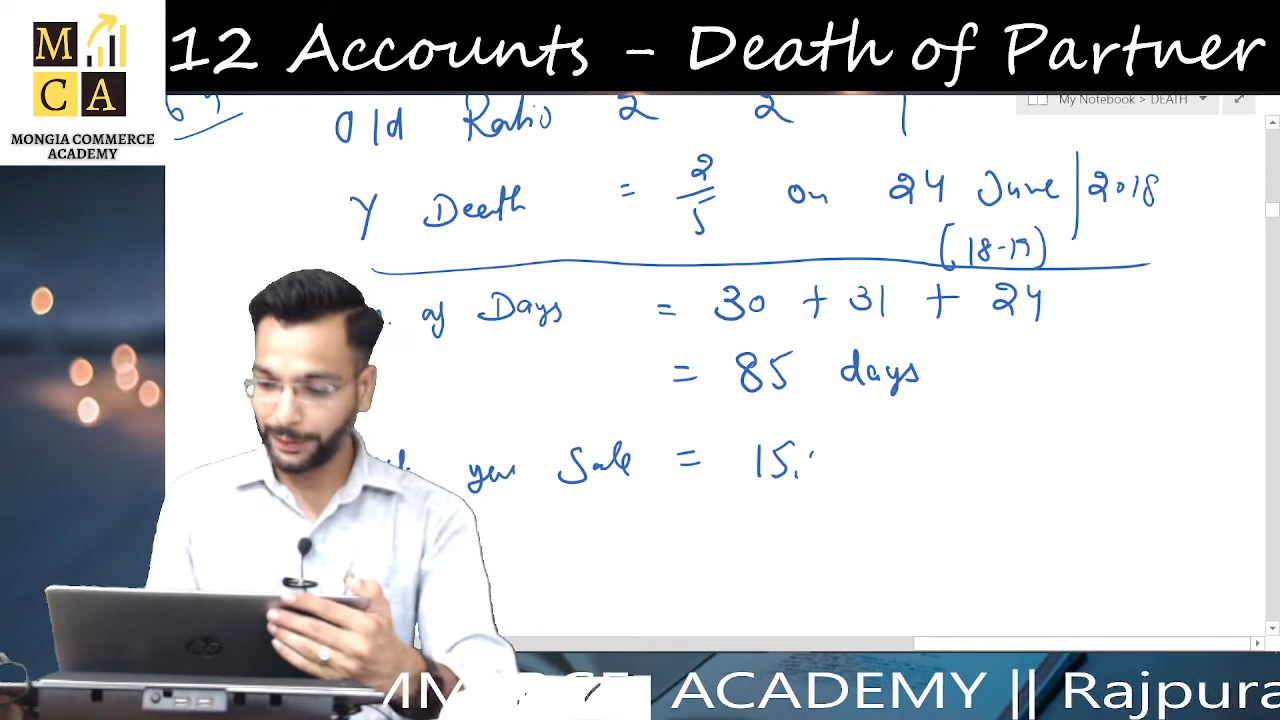 M
C A
MONGIA COMMERCE
ACADEMY
12 Accounts - Death of Partner
My Notebook > DEATH
Old Ratio 2 2 1
Y Death = 2/5 on 24 June | 2018
(18-19)
of Days = 30 + 31 + 24
= 85 days
year Sale = 15
ACADEMY || Rajpura